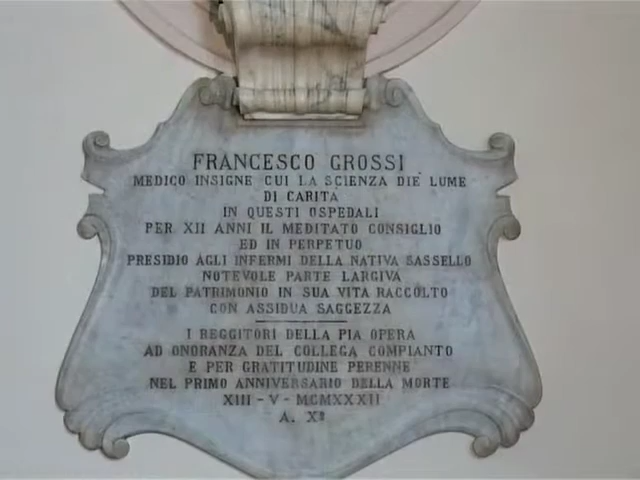 FRANCESCO GROSSI
MEDICO INSIGNE CUI LA SCIENZA DIE' LUME
DI CARITÀ
IN QUESTI OSPEDALI
PER XII ANNI IL MEDITATO CONSIGLIO
ED IN PERPETUO
PRESIDIO AGLI INFERMI DELLA NATIVA SASSELLO
NOTEVOLE PARTE LARGIVA
DEL PATRIMONIO IN SUA VITA RACCOLTO
CON ASSIDUA SAGGEZZA
I REGGITORI DELLA PIA OPERA
AD ONORANZA DEL COLLEGA COMPIANTO
E PER GRATITUDINE PERENNE
NEL PRIMO ANNIVERSARIO DELLA MORTE
XIII - V - MCMXXXII
A. Xº